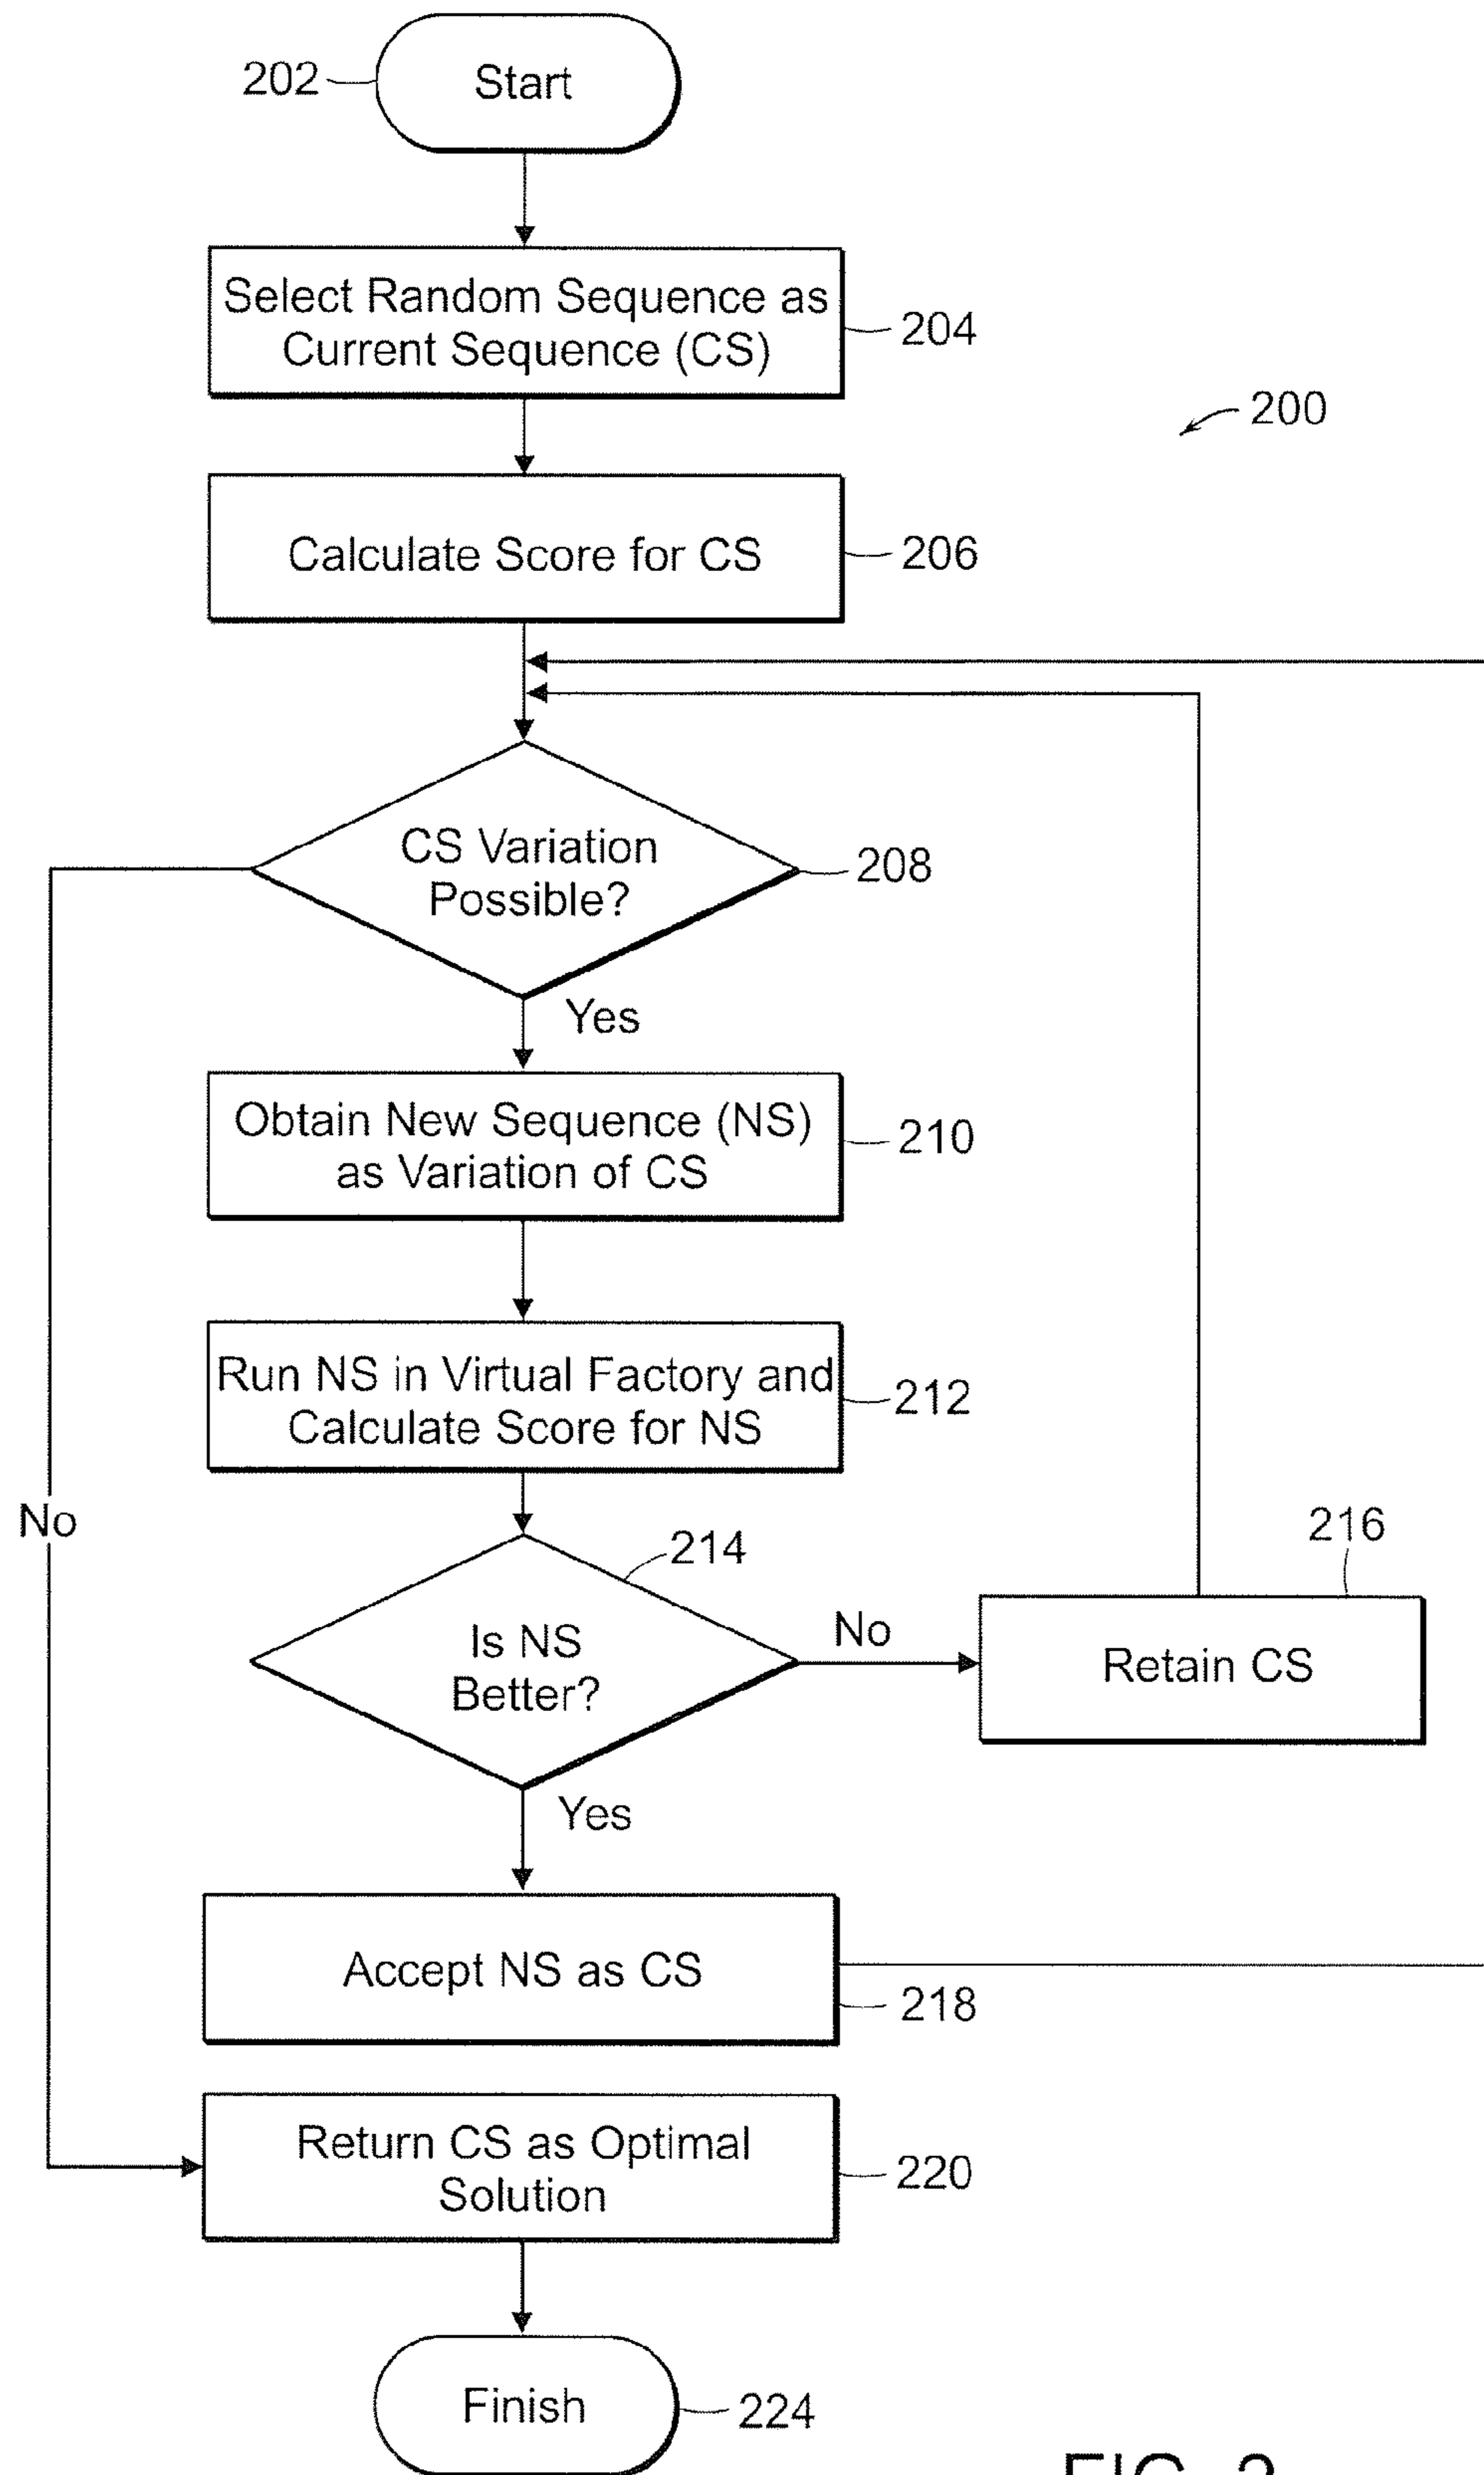 Start
202
Select Random Sequence as
Current Sequence (CS)
204
200
Calculate Score for CS
206
CS Variation
Possible?
208
Yes
Obtain New Sequence (NS)
as Variation of CS
210
Run NS in Virtual Factory and
Calculate Score for NS
212
No
214
216
Is NS
Better?
No
Retain CS
Yes
Accept NS as CS
218
Return CS as Optimal
Solution
220
Finish
224
FIG. 2